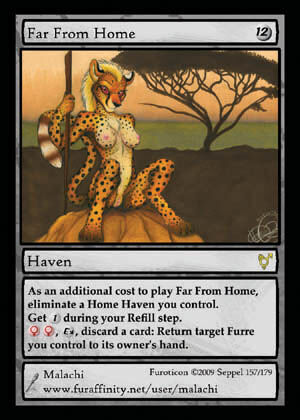 Far From Home 12
Haven
As an additional cost to play Far From Home,
eliminate a Home Haven you control.
Get 1 during your Refill step.
, discard a card: Return target Furre
you control to its owner's hand.
Malachi
Furoticon ©2009 Seppel 157/179
www.furaffinity.net/user/malachi